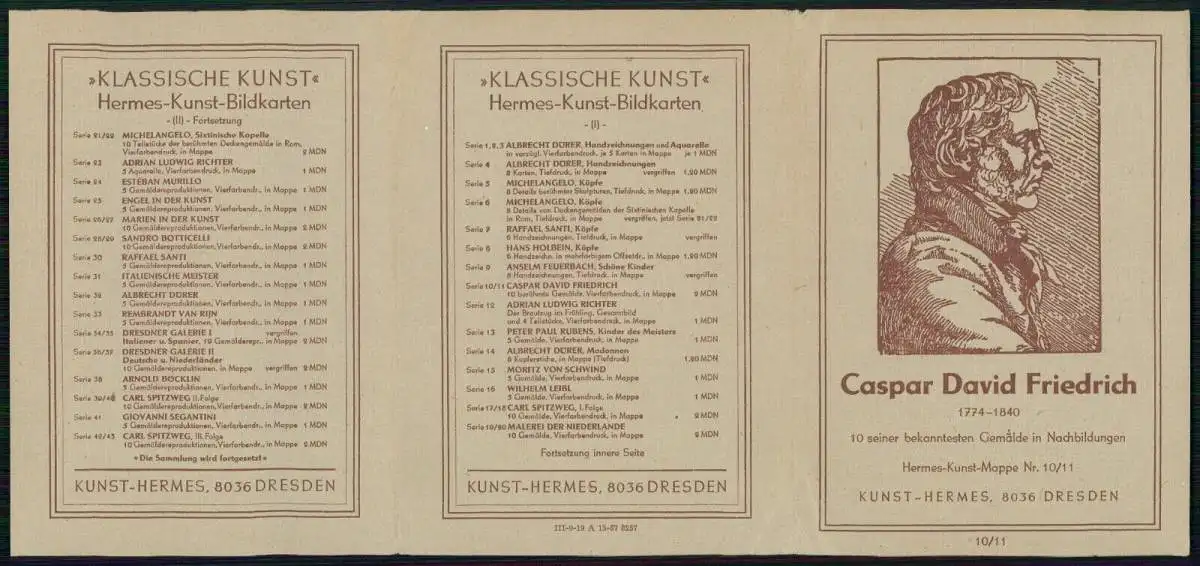 »KLASSISCHE KUNST«
Hermes-Kunst-Bildkarten
-(II)- Fortsetzung
Serie 21/22 MICHELANGELO, Sixtinische Kapelle
10 Teilstücke der berühmten Deckengemälde in Rom,
Vierfarbendruck, in Mappe 2 MDN
Serie 23 ADRIAN LUDWIG RICHTER
5 Aquarelle, Vierfarbendruck, in Mappe 1 MDN
Serie 24 ESTÉBAN MURILLO
5 Gemäldereproduktionen, Vierfarbendr., in Mappe 1 MDN
Serie 25 ENGEL IN DER KUNST
5 Gemäldereproduktionen, Vierfarbendr., in Mappe 1 MDN
Serie 26/27 MARIEN IN DER KUNST
10 Gemäldereproduktionen, Vierfarbendr., in Mappe 2 MDN
Serie 28/29 SANDRO BOTTICELLI
10 Gemäldereproduktionen, Vierfarbendr., in Mappe 2 MDN
Serie 30 RAFFAEL SANTI
5 Gemäldereproduktionen, Vierfarbendr., in Mappe 1 MDN
Serie 31 ITALIENISCHE MEISTER
5 Gemäldereproduktionen, Vierfarbendr., in Mappe 1 MDN
Serie 32 ALBRECHT DÜRER
5 Gemäldereproduktionen, Vierfarbendr., in Mappe 1 MDN
Serie 33 REMBRANDT VAN RIJN
5 Gemäldereproduktionen, Vierfarbendr., in Mappe 1 MDN
Serie 34/35 DRESDNER GALERIE I vergriffen
Italiener u. Spanier, 10 Gemälderepr., in Mappe 2 MDN
Serie 36/37 DRESDNER GALERIE II
Deutsche u. Niederländer
10 Gemäldereproduktionen, in Mappe vergriffen 2 MDN
Serie 38 ARNOLD BÖCKLIN
5 Gemäldereproduktionen, Vierfarbendr., in Mappe 1 MDN
Serie 39/40 CARL SPITZWEG II. Folge
10 Gemäldereproduktionen, Vierfarbendr., in Mappe 2 MDN
Serie 41 GIOVANNI SEGANTINI
5 Gemäldereproduktionen, Vierfarbendr., in Mappe 1 MDN
Serie 42/43 CARL SPITZWEG, III. Folge
10 Gemäldereproduktionen, Vierfarbendr., in Mappe 2 MDN
»Die Sammlung wird fortgesetzt«
KUNST-HERMES, 8036 DRESDEN
»KLASSISCHE KUNST«
Hermes-Kunst-Bildkarten
-(I)-
Serie 1, 2, 3 ALBRECHT DÜRER, Handzeichnungen und Aquarelle
in vorzügl. Vierfarbendruck, je 5 Karten in Mappe je 1 MDN
Serie 4 ALBRECHT DÜRER, Handzeichnungen
8 Karten, Tiefdruck, in Mappe vergriffen 1,20 MDN
Serie 5 MICHELANGELO, Köpfe
8 Details berühmter Skulpturen, Tiefdruck, in Mappe 1,20 MDN
Serie 6 MICHELANGELO, Köpfe
8 Details von Deckengemälden der Sixtinischen Kapelle
in Rom, Tiefdruck, in Mappe vergriffen, jetzt Serie 21/22
Serie 7 RAFFAEL SANTI, Köpfe
6 Handzeichnungen, Tiefdruck, in Mappe vergriffen
Serie 8 HANS HOLBEIN, Köpfe
6 Handzeichn. in mehrfarbigem Offsetdr., in Mappe 1,20 MDN
Serie 9 ANSELM FEUERBACH, Schöne Kinder
8 Handzeichnungen, Tiefdruck, in Mappe vergriffen
Serie 10/11 CASPAR DAVID FRIEDRICH
10 berühmte Gemälde, Vierfarbendruck, in Mappe 2 MDN
Serie 12 ADRIAN LUDWIG RICHTER
Der Brautzug im Frühling, Gesamtbild
und 4 Teilstücke, Vierfarbendruck, in Mappe 1 MDN
Serie 13 PETER PAUL RUBENS, Kinder des Meisters
5 Gemälde, Vierfarbendruck, in Mappe 1 MDN
Serie 14 ALBRECHT DÜRER, Madonnen
8 Kupferstiche, in Mappe (Tiefdruck) 1,20 MDN
Serie 15 MORITZ VON SCHWIND
5 Gemälde, Vierfarbendruck, in Mappe 1 MDN
Serie 16 WILHELM LEIBL
5 Gemälde, Vierfarbendruck, in Mappe 1 MDN
Serie 17/18 CARL SPITZWEG, I. Folge
10 Gemälde, Vierfarbendruck, in Mappe 2 MDN
Serie 19/20 MALEREI DER NIEDERLANDE
10 Gemälde, Vierfarbendruck, in Mappe 2 MDN
Fortsetzung innere Seite
KUNST-HERMES, 8036 DRESDEN
III-9-19 A 15-57 6257
Caspar David Friedrich
1774-1840
10 seiner bekanntesten Gemälde in Nachbildungen
Hermes-Kunst-Mappe Nr. 10/11
KUNST-HERMES, 8036 DRESDEN
10/11